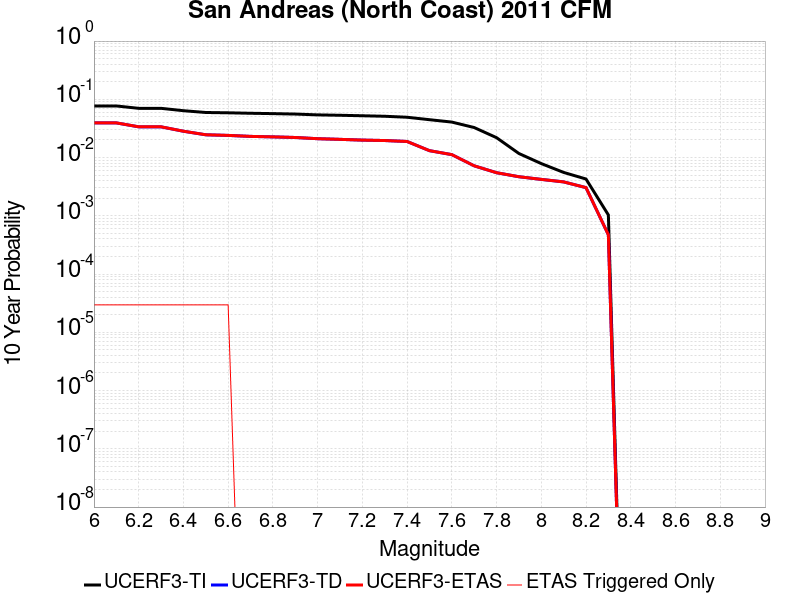 San Andreas (North Coast) 2011 CFM
10^0
10^-1
10^-2
10^-3
10^-4
10^-5
10^-6
10^-7
10^-8
10 Year Probability
6 6.2 6.4 6.6 6.8 7 7.2 7.4 7.6 7.8 8 8.2 8.4 8.6 8.8 9
Magnitude
UCERF3-TI UCERF3-TD UCERF3-ETAS ETAS Triggered Only